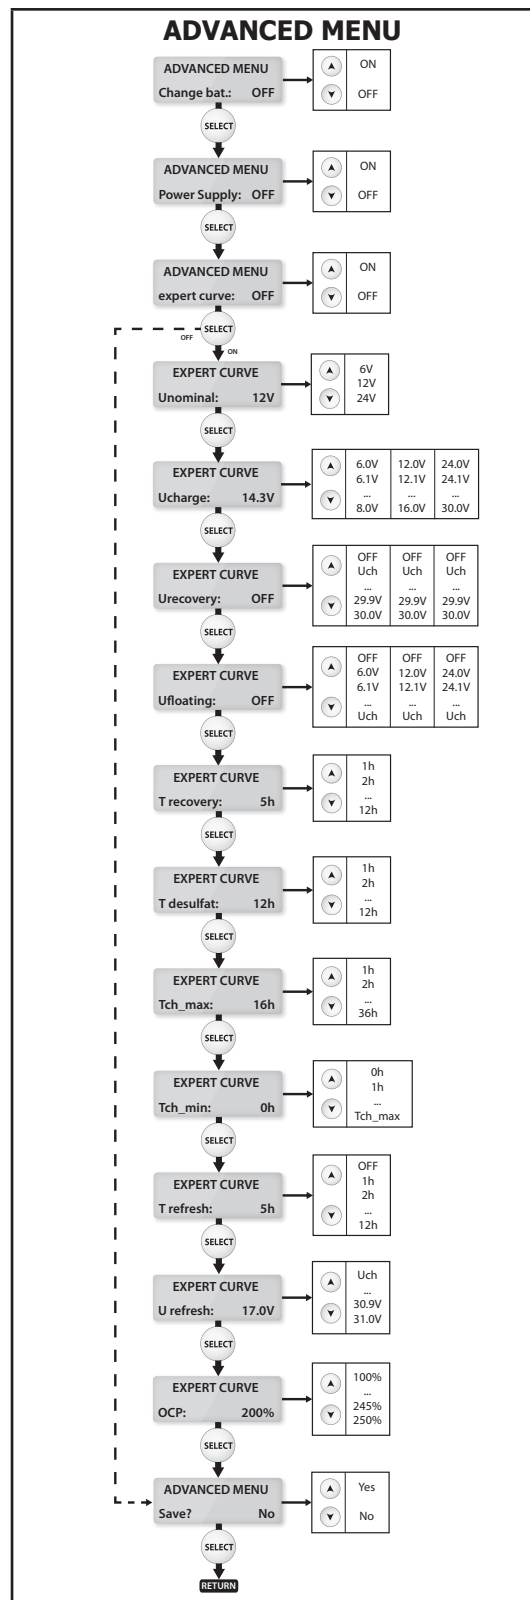 ADVANCED MENU
ADVANCED MENU
Change bat.: OFF
ON
OFF
SELECT
ADVANCED MENU
Power Supply: OFF
ON
OFF
SELECT
ADVANCED MENU
expert curve: OFF
ON
OFF
SELECT
OFF
ON
EXPERT CURVE
Unominal: 12V
6V
12V
24V
SELECT
EXPERT CURVE
Ucharge: 14.3V
6.0V 12.0V 24.0V
6.1V 12.1V 24.1V
... ... ...
8.0V 16.0V 30.0V
SELECT
EXPERT CURVE
Urecovery: OFF
OFF OFF OFF
Uch Uch Uch
... ... ...
29.9V 29.9V 29.9V
30.0V 30.0V 30.0V
SELECT
EXPERT CURVE
Ufloating: OFF
OFF OFF OFF
6.0V 12.0V 24.0V
6.1V 12.1V 24.1V
... ... ...
Uch Uch Uch
SELECT
EXPERT CURVE
T recovery: 5h
1h
2h
...
12h
SELECT
EXPERT CURVE
T desulfat: 12h
1h
2h
...
12h
SELECT
EXPERT CURVE
Tch_max: 16h
1h
2h
...
36h
SELECT
EXPERT CURVE
Tch_min: 0h
0h
1h
...
Tch_max
SELECT
EXPERT CURVE
T refresh: 5h
OFF
1h
2h
...
12h
SELECT
EXPERT CURVE
U refresh: 17.0V
Uch
...
30.9V
31.0V
SELECT
EXPERT CURVE
OCP: 200%
100%
...
245%
250%
SELECT
ADVANCED MENU
Save? No
Yes
No
SELECT
RETURN